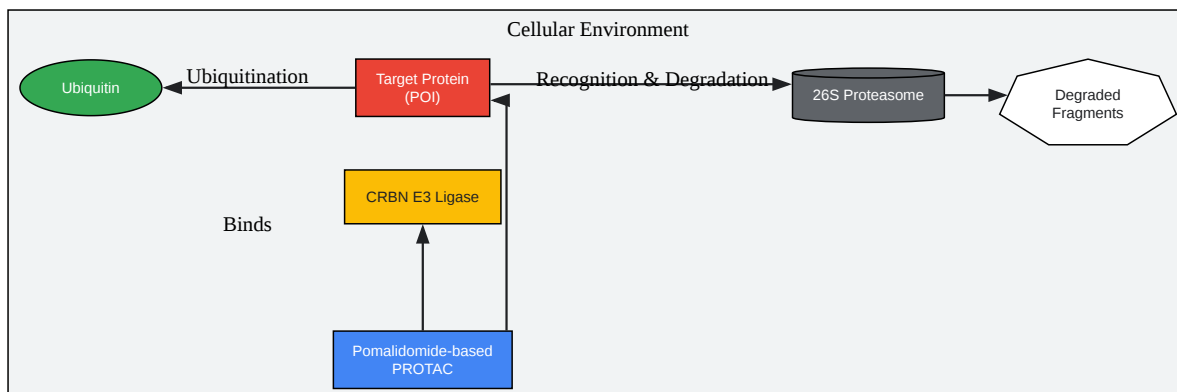 Cellular Environment
Ubiquitin
Ubiquitination
Target Protein
(POI)
Recognition & Degradation
26S Proteasome
Degraded
Fragments
CRBN E3 Ligase
Binds
Pomalidomide-based
PROTAC